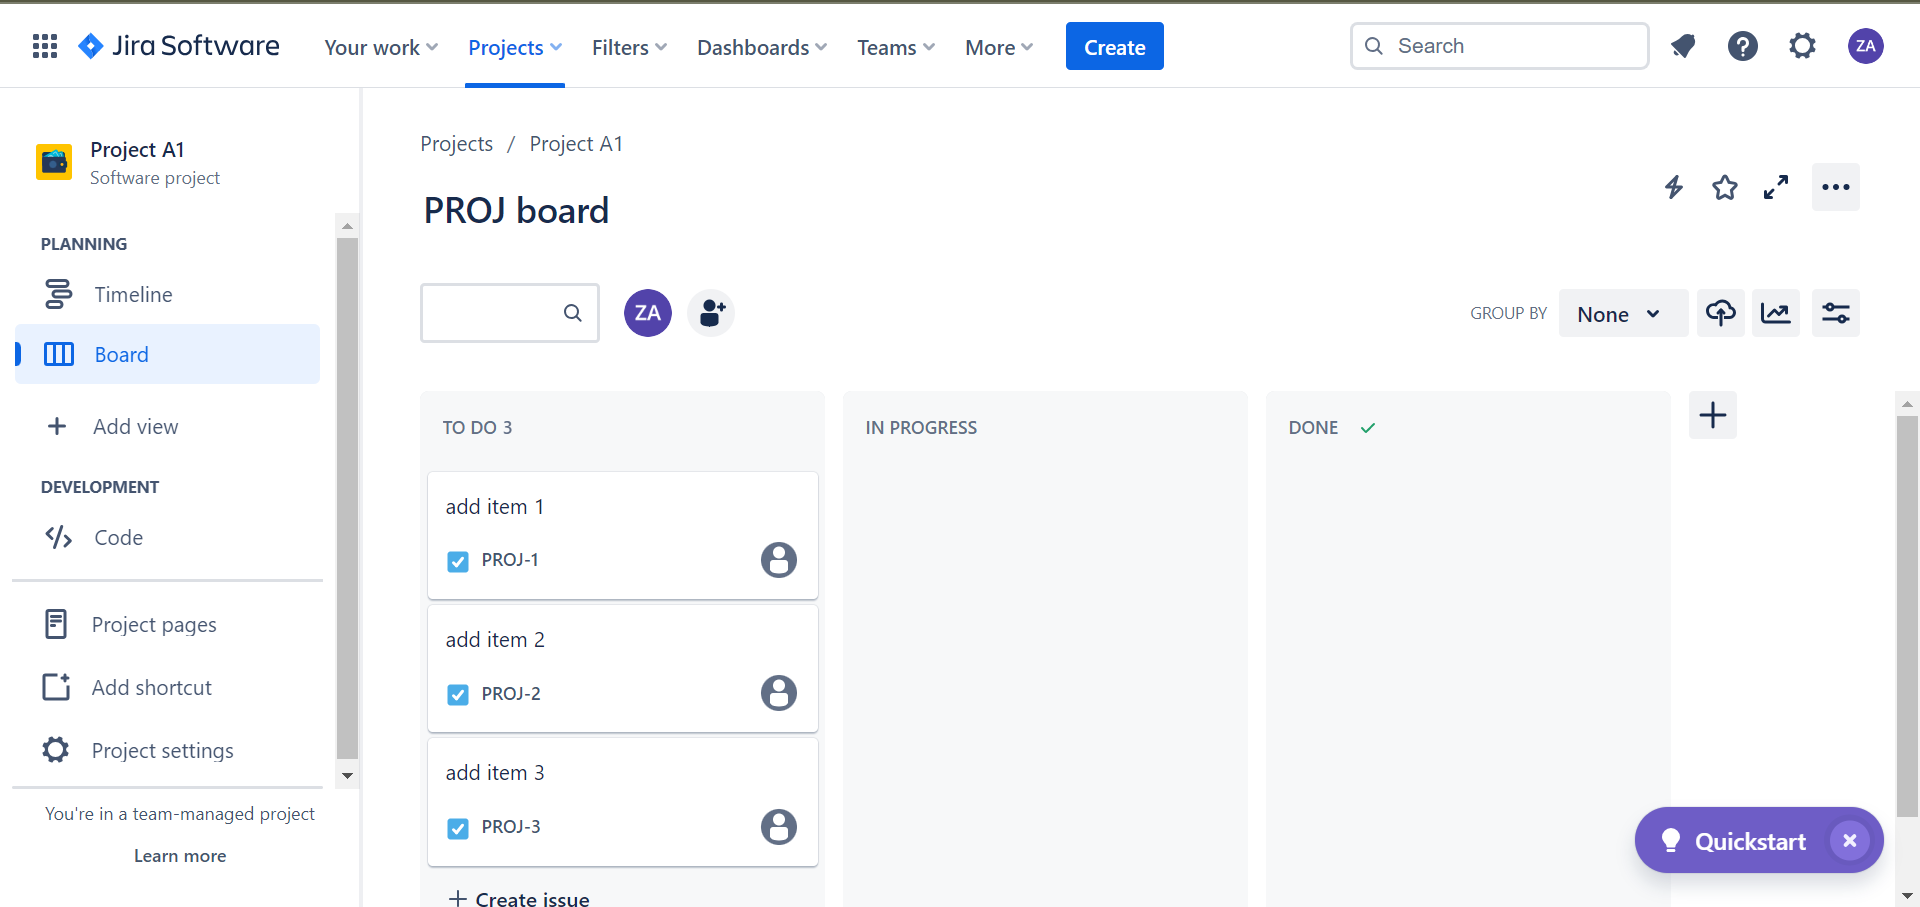 Jira Software
Your work
Projects
Filters
Dashboards
Teams
More
Create
Search
ZA
Project A1
Software project
PLANNING
Timeline
Board
Add view
DEVELOPMENT
Code
Project pages
Add shortcut
Project settings
You're in a team-managed project
Learn more
Projects / Project A1
PROJ board
ZA
GROUP BY
None
TO DO 3
add item 1
PROJ-1
add item 2
PROJ-2
add item 3
PROJ-3
Create issue
IN PROGRESS
DONE
Quickstart